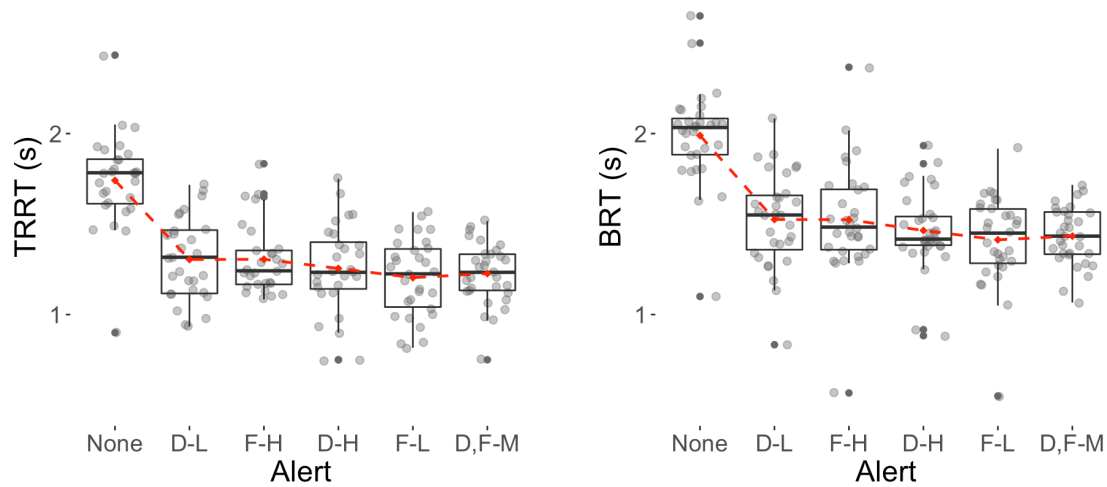 TRRT (s)
2
1
None D-L F-H D-H F-L D,F-M
Alert
BRT (s)
2
1
None D-L F-H D-H F-L D,F-M
Alert